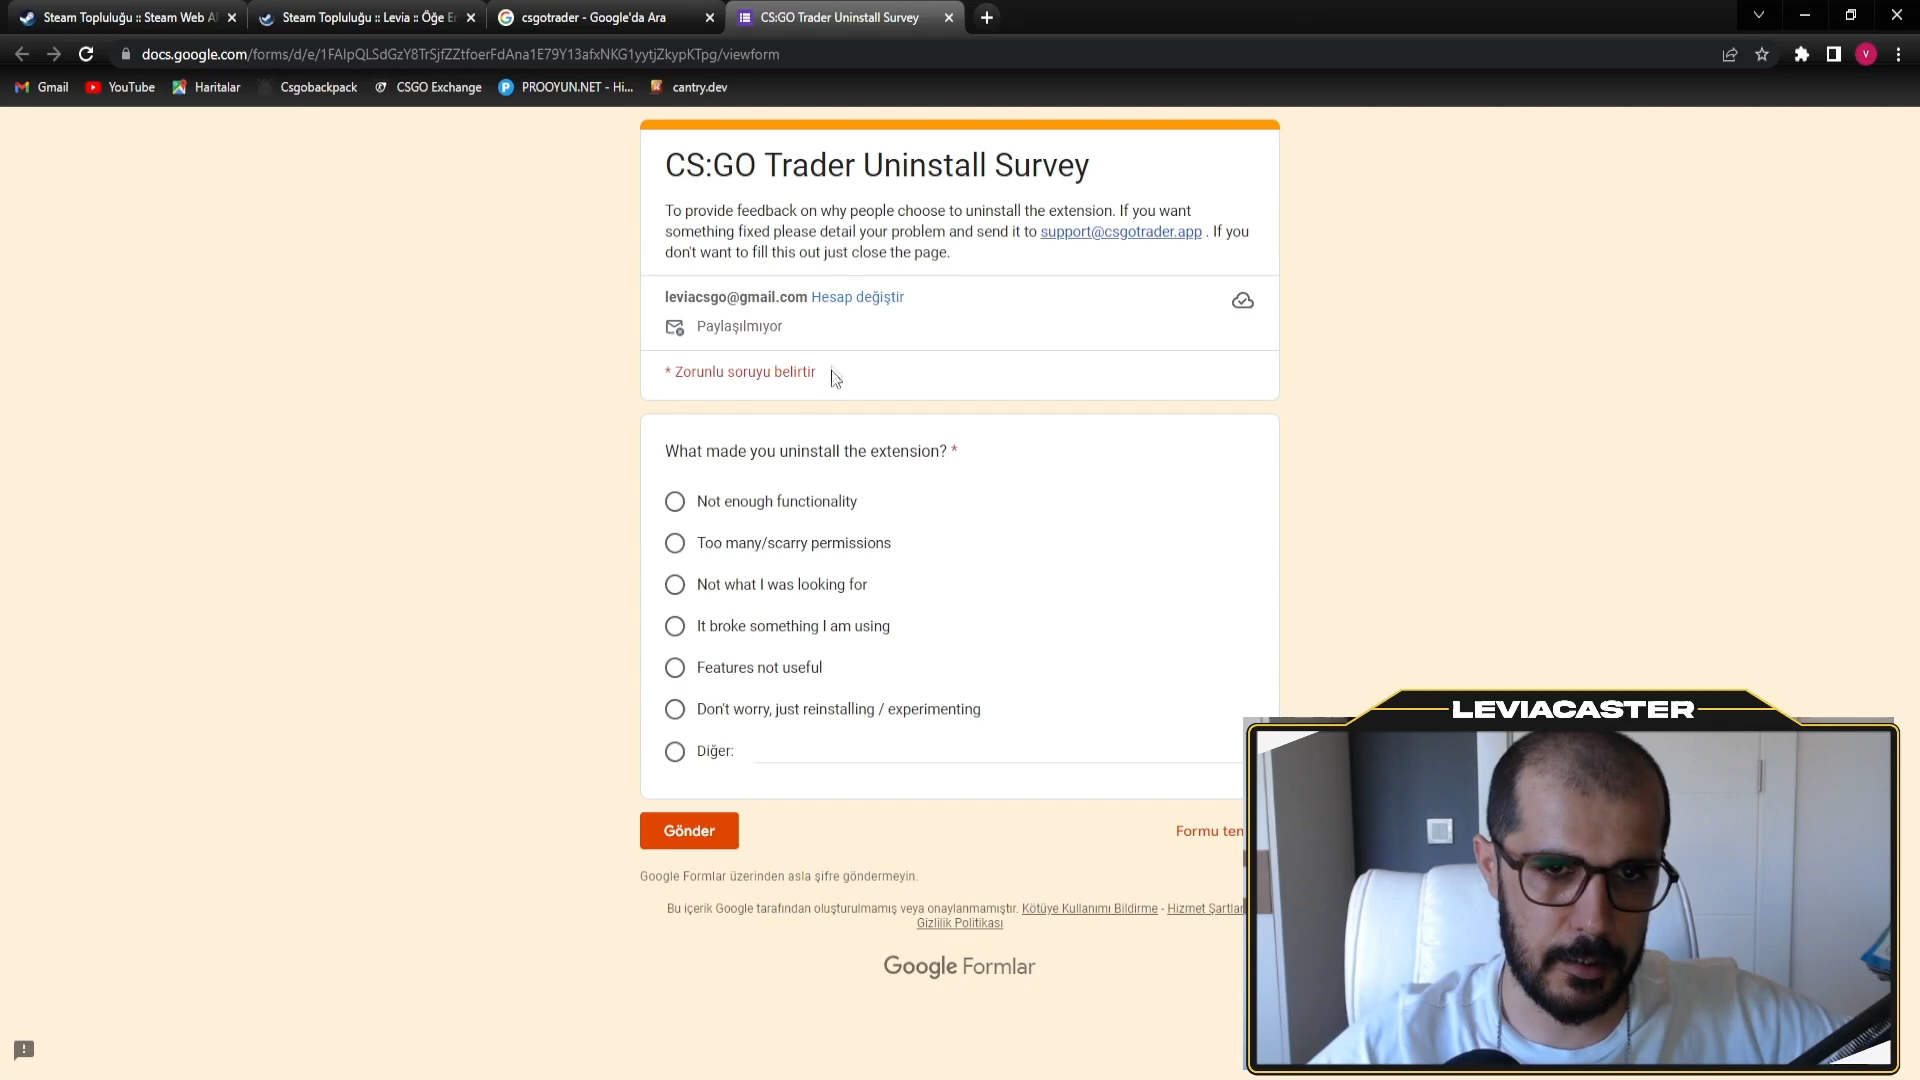 Steam Topluluğu :: Steam Web A
Steam Topluluğu :: Levia :: Öğe En
csgotrader - Google'da Ara
CS:GO Trader Uninstall Survey
docs.google.com/forms/d/e/1FAIpQLSdGzY8TrSjfZZtfoerFdAna1E79Y13afxNKG1yytjZkypKTpg/viewform
V
Gmail
YouTube
Haritalar
Csgobackpack
CSGO Exchange
PROOYUN.NET - Hi...
cantry.dev
CS:GO Trader Uninstall Survey
To provide feedback on why people choose to uninstall the extension. If you want
something fixed please detail your problem and send it to support@csgotrader.app . If you
don't want to fill this out just close the page.
leviacsgo@gmail.com Hesap değiştir
Paylaşılmıyor
* Zorunlu soruyu belirtir
What made you uninstall the extension? *
Not enough functionality
Too many/scarry permissions
Not what I was looking for
It broke something I am using
Features not useful
Don't worry, just reinstalling / experimenting
Diğer:
Gönder
Formu tem
Google Formlar üzerinden asla şifre göndermeyin.
Bu içerik Google tarafından oluşturulmamış veya onaylanmamıştır. Kötüye Kullanımı Bildirme - Hizmet Şartlar
Gizlilik Politikası
Google Formlar
LEVIACASTER